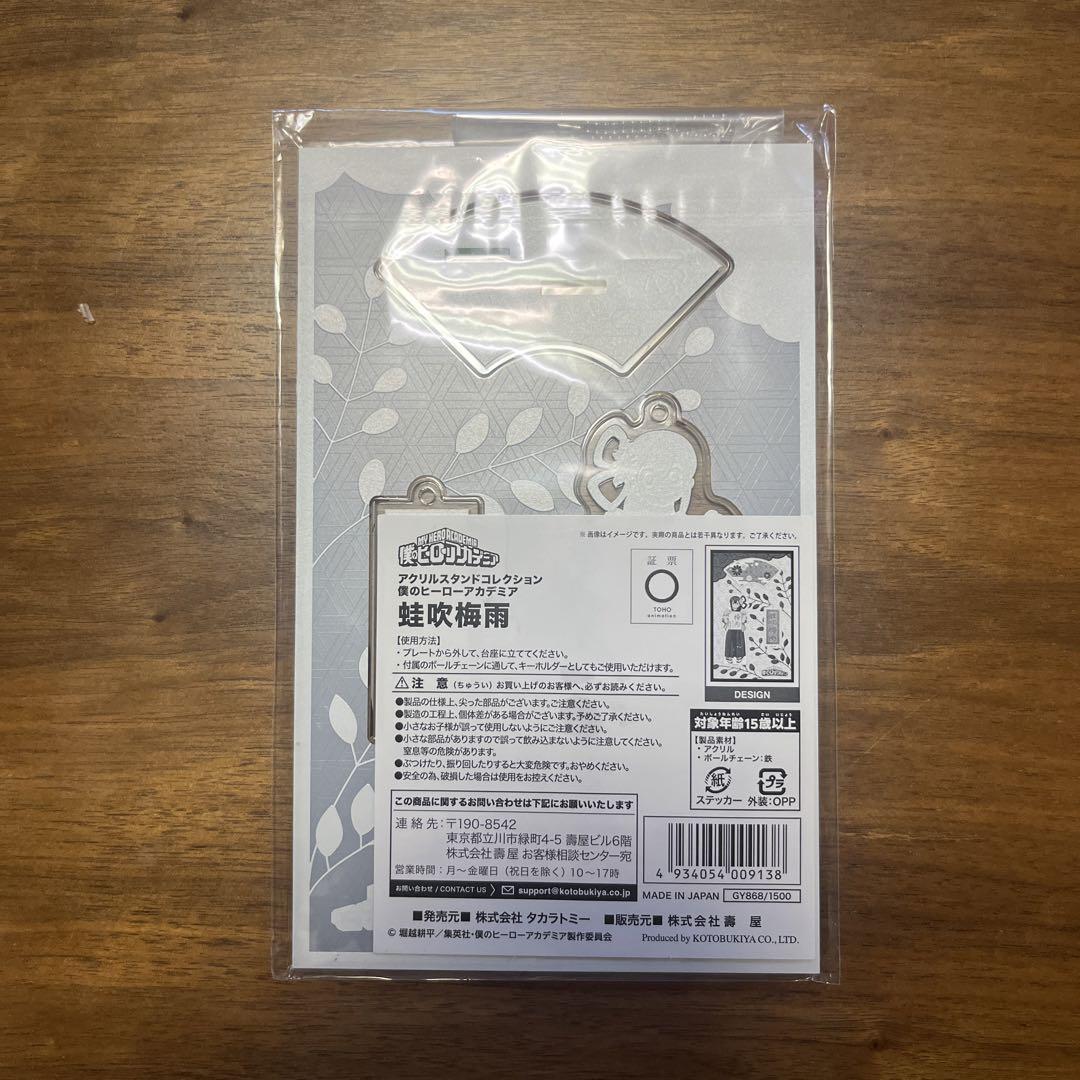 ※画像はイメージです。実際の商品とは若干異なります。ご了承ください。
MY HERO ACADEMIA
僕のヒーローアカデミア
アクリルスタンドコレクション
僕のヒーローアカデミア
蛙吹梅雨
証票
TOHO
animation
【使用方法】
・プレートから外して、台座に立ててください。
・付属のボールチェーンに通して、キーホルダーとしてもご使用いただけます。
注 意 (ちゅうい) お買い上げのお客様へ、必ずお読みください。
●製品の仕様上、尖った部品がございます。ご注意ください。
●製造の工程上、個体差がある場合がございます。予めご了承ください。
●小さなお子様が誤って使用しないようにご注意ください。
●小さな部品がありますので誤って飲み込まないように注意してください。
窒息等の危険があります。
●ぶつけたり、振り回したりすると大変危険です。おやめください。
●安全の為、破損した場合は使用をお控えください。
DESIGN
たいしょうねんれい さい いじょう
対象年齢15歳以上
【製品素材】
・アクリル
・ボールチェーン:鉄
紙
プラ
ステッカー 外装:OPP
この商品に関するお問い合わせは下記にお願いいたします
連絡先:〒190-8542
東京都立川市緑町4-5 壽屋ビル6階
株式会社壽屋 お客様相談センター宛
営業時間:月~金曜日(祝日を除く)10~17時
お問い合わせ / CONTACT US support@kotobukiya.co.jp
4 934054 009138
MADE IN JAPAN GY868/1500
■発売元■ 株式会社 タカラトミー ■販売元■ 株式会社 壽 屋
© 堀越耕平/集英社・僕のヒーローアカデミア製作委員会
Produced by KOTOBUKIYA CO., LTD.